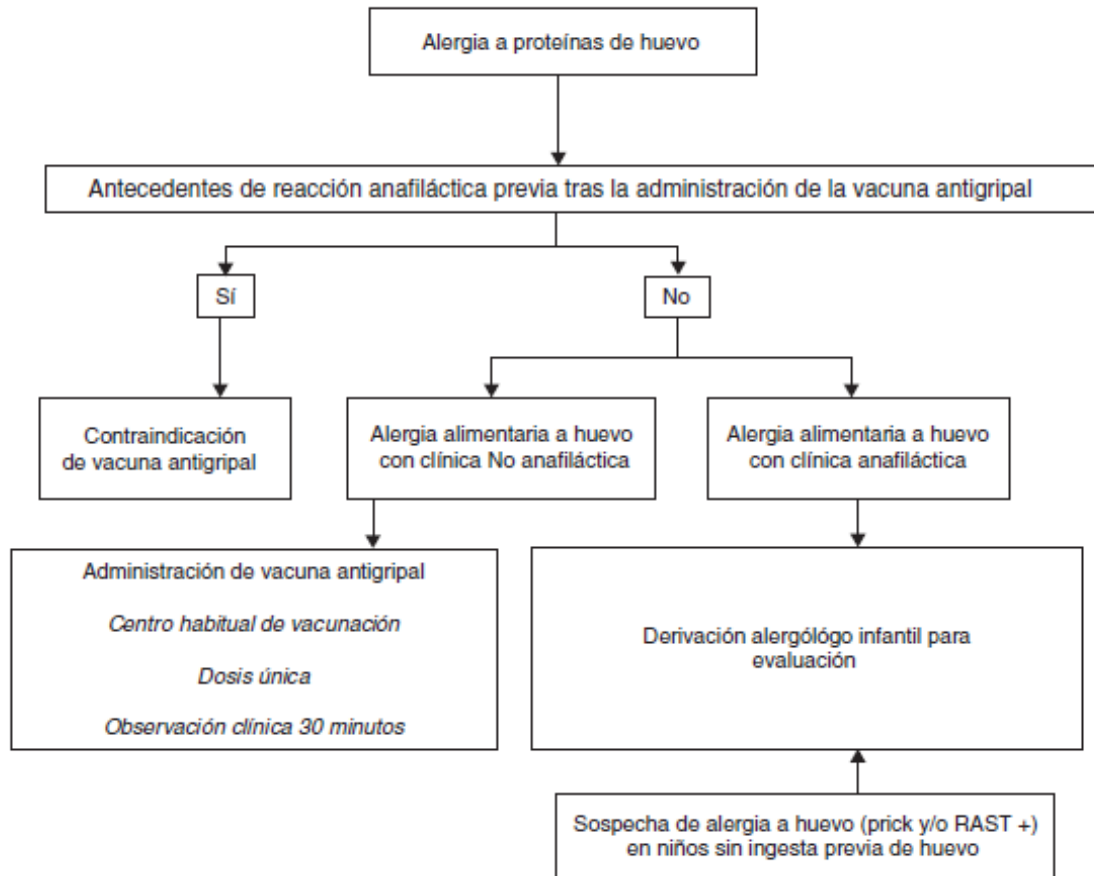 Alergia a proteínas de huevo
Antecedentes de reacción anafiláctica previa tras la administración de la vacuna antigripal
Sí
No
Contraindicación
de vacuna antigripal
Alergia alimentaria a huevo
con clínica No anafiláctica
Alergia alimentaria a huevo
con clínica anafiláctica
Administración de vacuna antigripal
Centro habitual de vacunación
Dosis única
Observación clínica 30 minutos
Derivación alergólógo infantil para
evaluación
Sospecha de alergia a huevo (prick y/o RAST +)
en niños sin ingesta previa de huevo